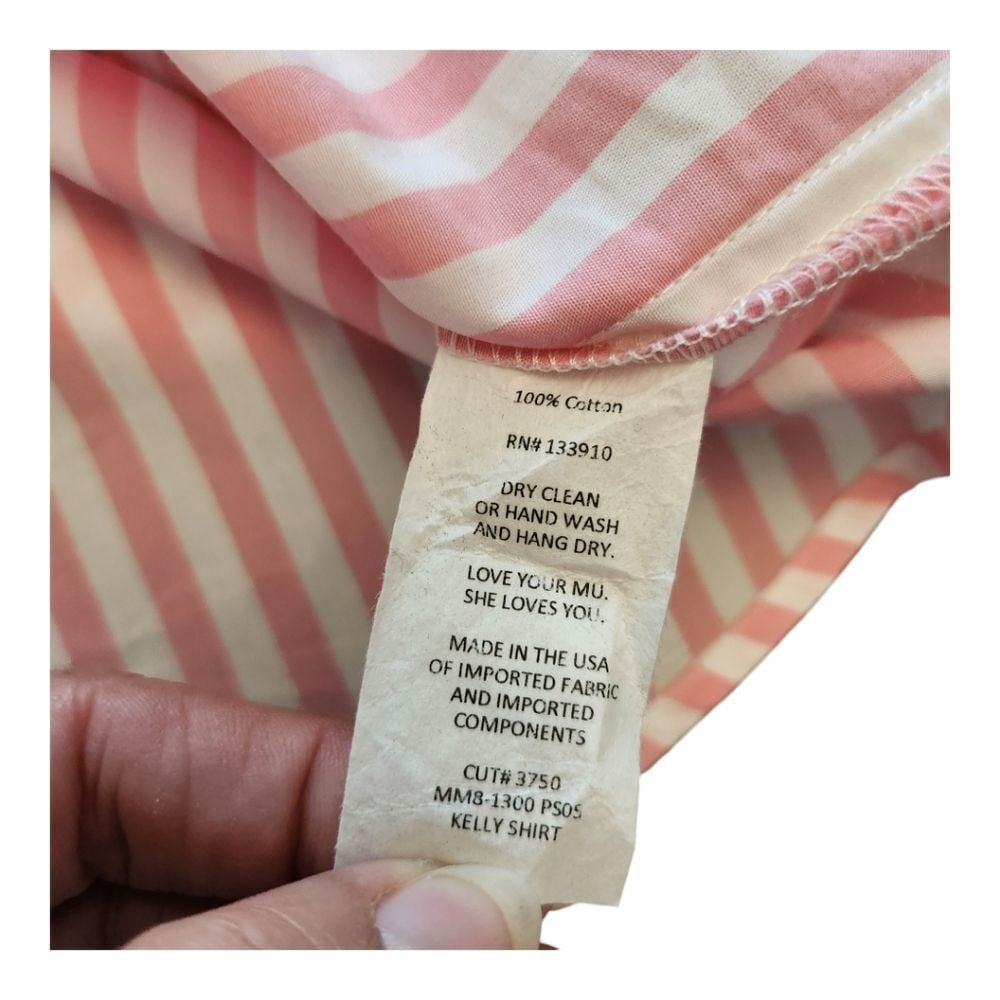 100% Cotton
RN# 133910
DRY CLEAN
OR HAND WASH
AND HANG DRY.
LOVE YOUR MU.
SHE LOVES YOU.
MADE IN THE USA
OF IMPORTED FABRIC
AND IMPORTED
COMPONENTS
CUT# 3750
MM8-1300 PS05
KELLY SHIRT